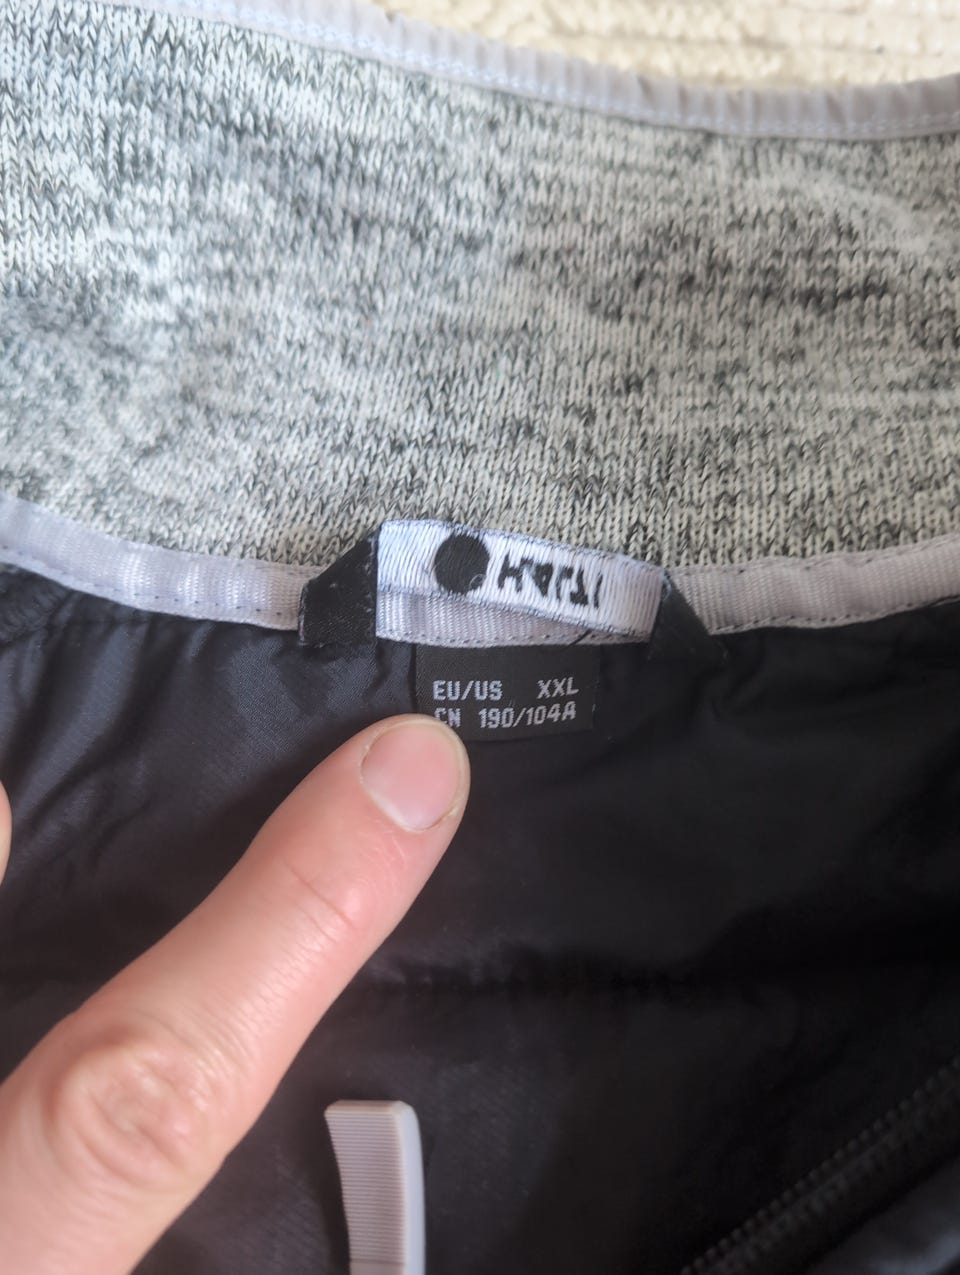 HALTI
EU/US XXL
CN 190/104A